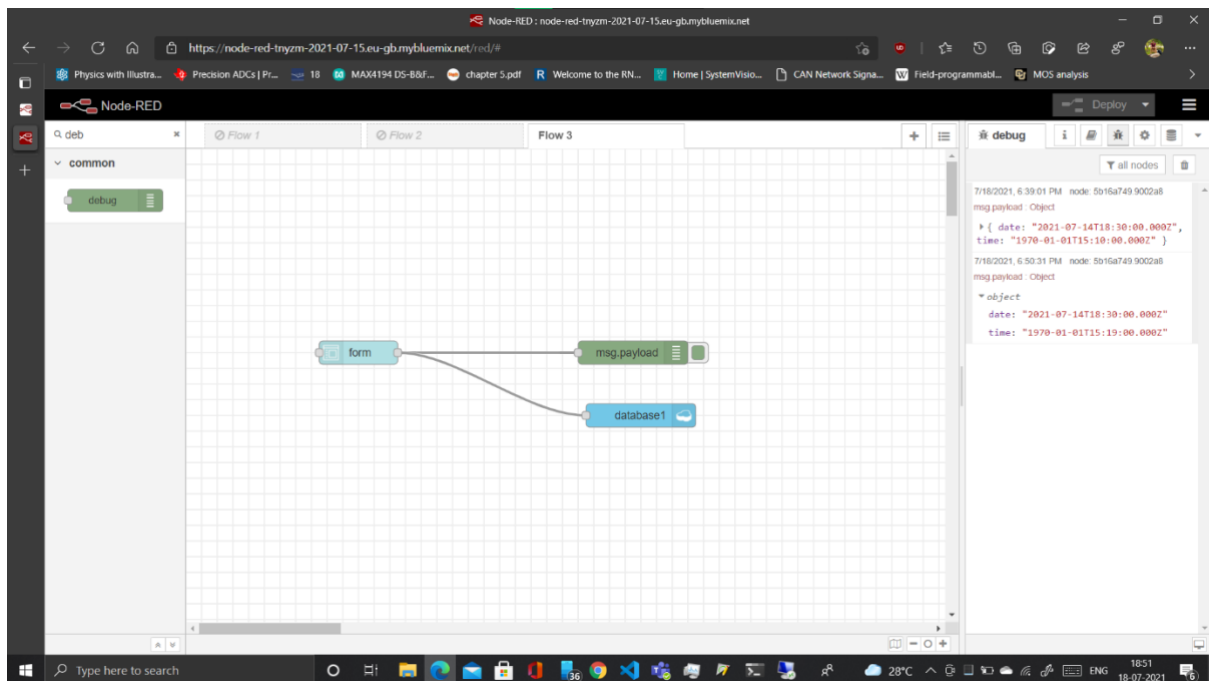 Node-RED : node-red-tnyzm-2021-07-15.eu-gb.mybluemix.net
https://node-red-tnyzm-2021-07-15.eu-gb.mybluemix.net/red/#
Physics with Illustra... Precision ADCs | Pr... 18 MAX4194 DS-B&F... chapter 5.pdf R Welcome to the RN... Home | SystemVisio... CAN Network Signa... W Field-programmabl... MOS analysis
Node-RED Deploy
deb Flow 1 Flow 2 Flow 3 debug i
common all nodes
debug
7/18/2021, 6:39:01 PM node: 5b16a749.9002a8
msg.payload : Object
{ date: "2021-07-14T18:30:00.000Z",
time: "1970-01-01T15:10:00.000Z" }
7/18/2021, 6:50:31 PM node: 5b16a749.9002a8
msg.payload : Object
object
date: "2021-07-14T18:30:00.000Z"
time: "1970-01-01T15:19:00.000Z"
form msg.payload
database1
Type here to search 36 28°C ENG 18:51
18-07-2021 6